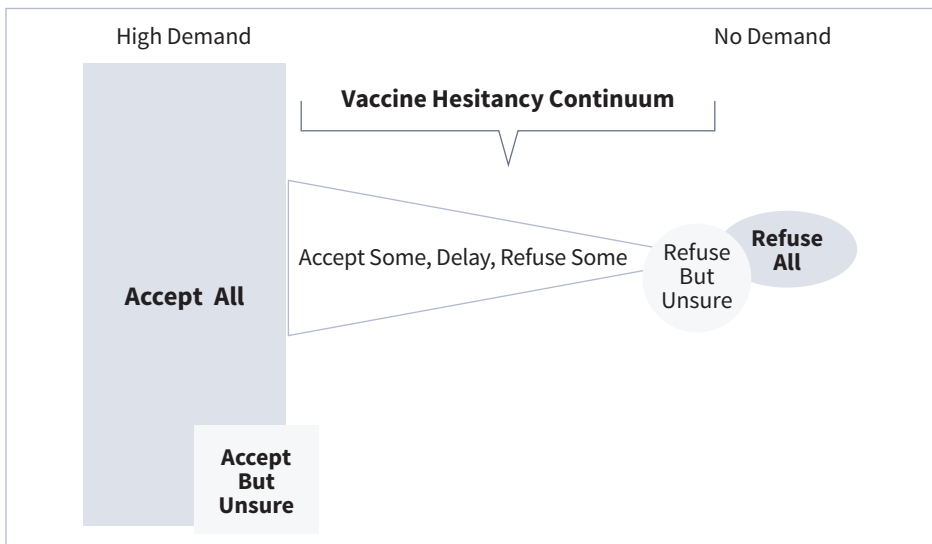 High Demand
No Demand
Vaccine Hesitancy Continuum
Accept Some, Delay, Refuse Some
Refuse
But
Unsure
Refuse
All
Accept All
Accept
But
Unsure